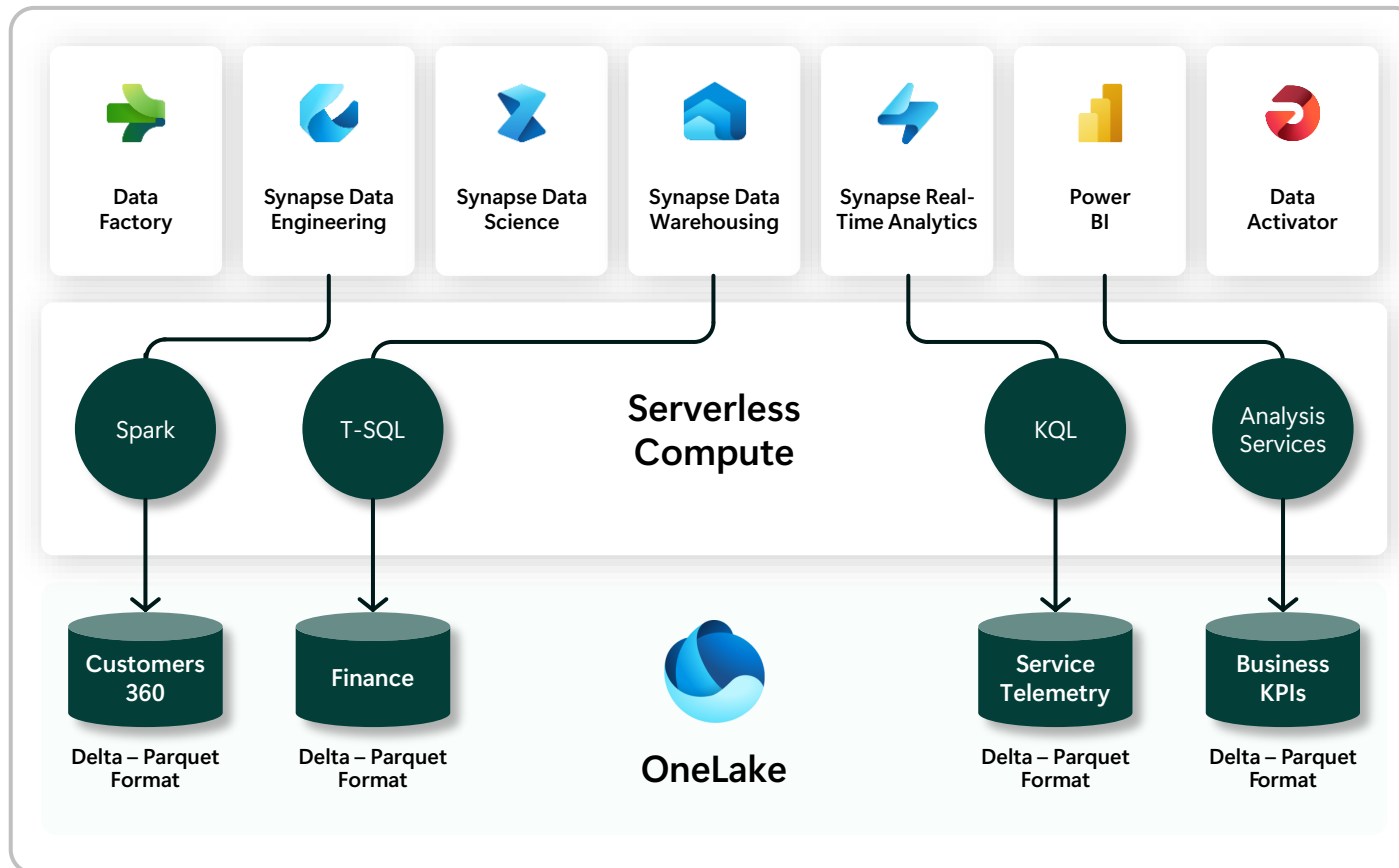 Data
Factory
Synapse Data
Engineering
Synapse Data
Science
Synapse Data
Warehousing
Synapse Real-
Time Analytics
Power
BI
Data
Activator
Spark
T-SQL
Serverless
Compute
KQL
Analysis
Services
Customers
360
Finance
Service
Telemetry
Business
KPIs
Delta – Parquet
Format
Delta – Parquet
Format
OneLake
Delta – Parquet
Format
Delta – Parquet
Format